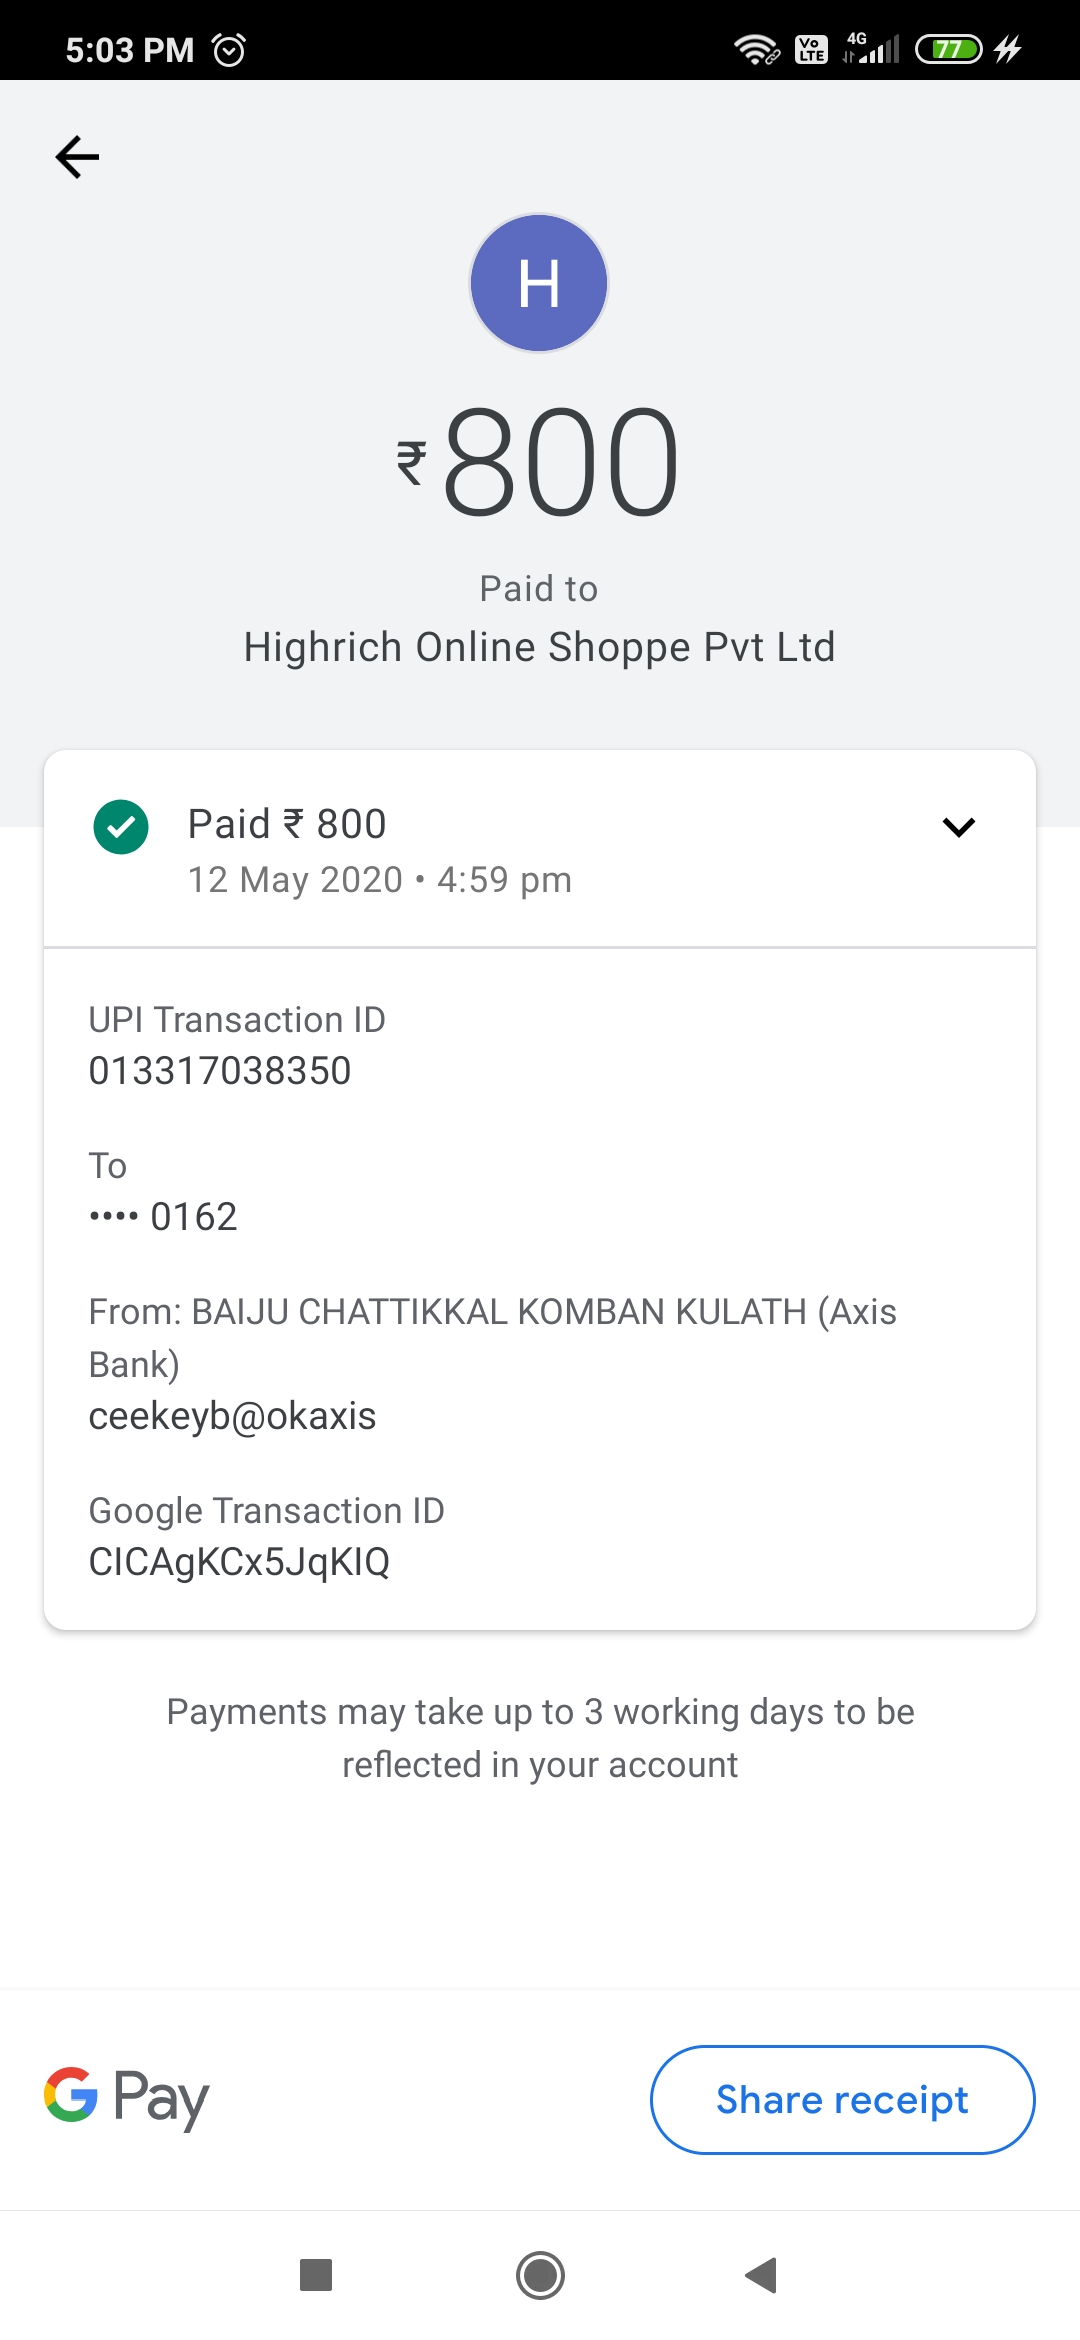 5:03 PM
Vo
LTE
4G
77
H
₹800
Paid to
Highrich Online Shoppe Pvt Ltd
Paid ₹ 800
12 May 2020 • 4:59 pm
UPI Transaction ID
013317038350
To
•••• 0162
From: BAIJU CHATTIKKAL KOMBAN KULATH (Axis
Bank)
ceekeyb@okaxis
Google Transaction ID
CICAgKCx5JqKIQ
Payments may take up to 3 working days to be
reflected in your account
G Pay
Share receipt